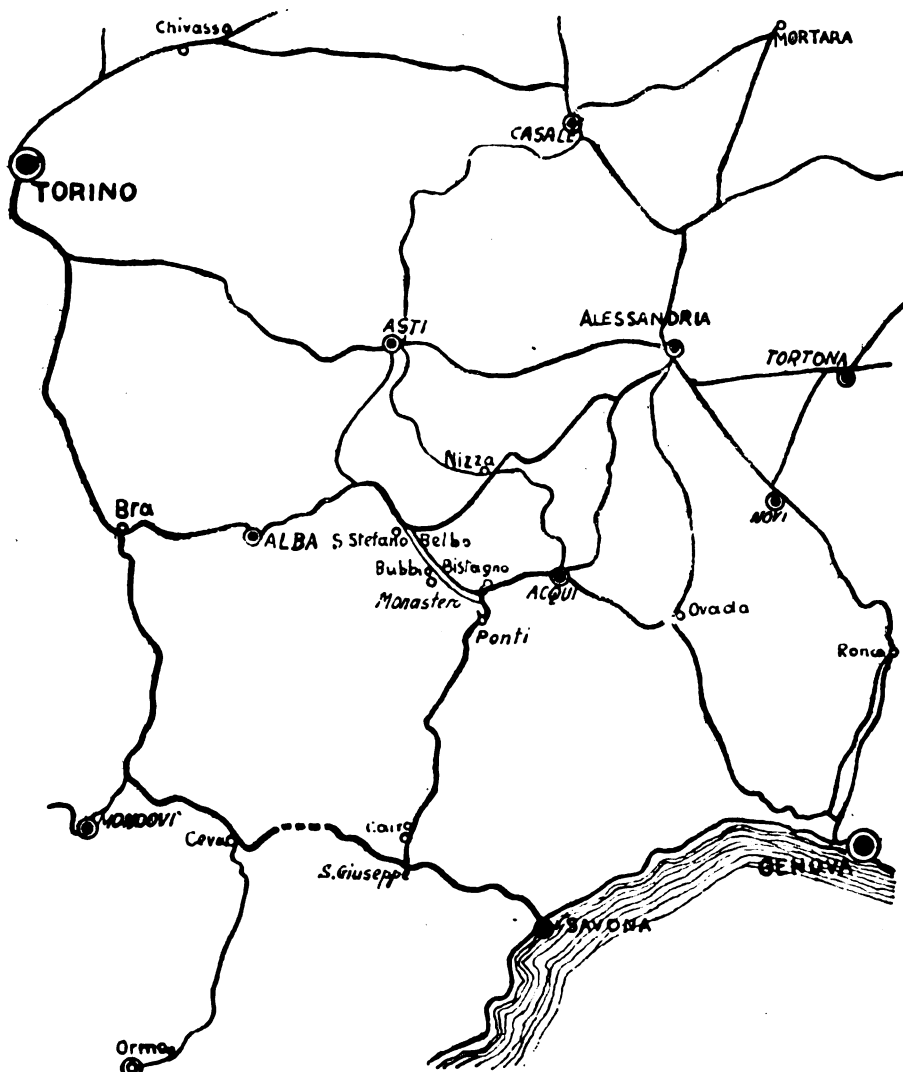 Chivasso
MORTARA
CASALE
TORINO
ASTI
ALESSANDRIA
TORTONA
Nizza
Bra
ALBA
S Stefano Belbo
NOVI
Bubbio
Bistagno
Monastero
ACQUI
Ovada
Ponti
Ronco
MONDOVI'
Ceva
Cairo
S.Giuseppe
GENOVA
SAVONA
Ormea